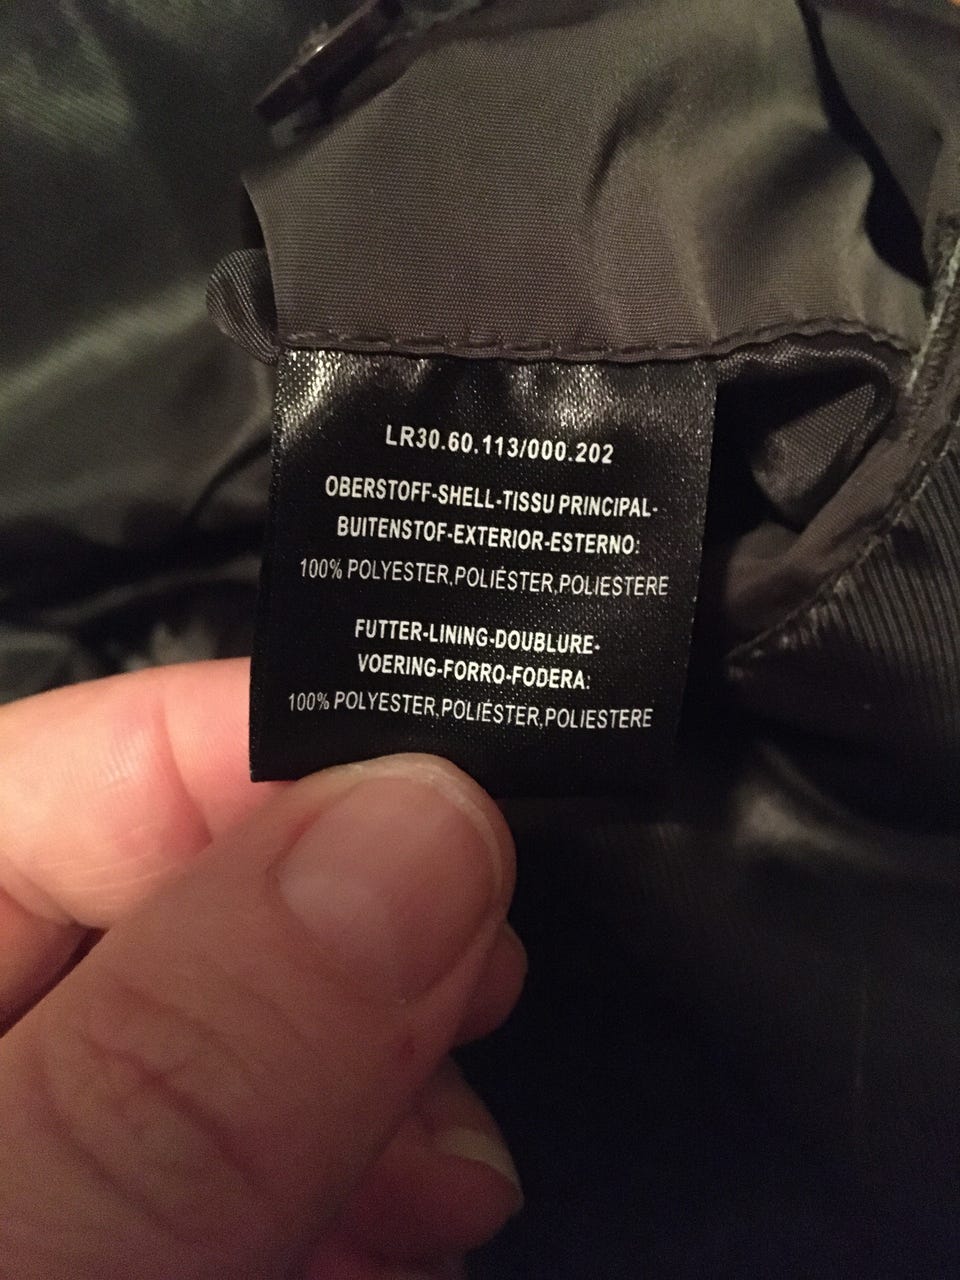 LR30.60.113/000.202
OBERSTOFF-SHELL-TISSU PRINCIPAL-
BUITENSTOF-EXTERIOR-ESTERNO:
100% POLYESTER,POLIÉSTER,POLIESTERE
FUTTER-LINING-DOUBLURE-
VOERING-FORRO-FODERA:
100% POLYESTER,POLIÉSTER,POLIESTERE